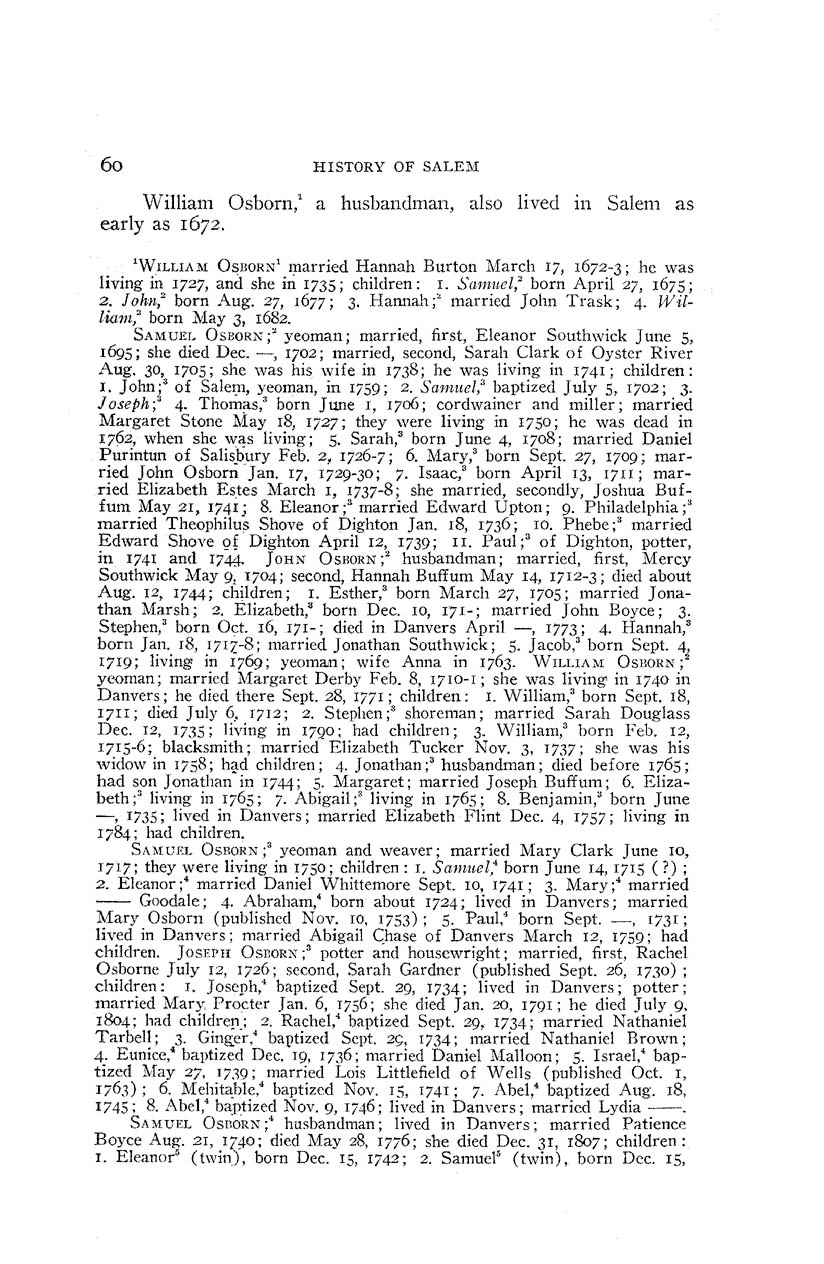 60 HISTORY OF SALEM
William Osborn,¹ a husbandman, also lived in Salem as
early as 1672.
¹WILLIAM OSBORN¹ married Hannah Burton March 17, 1672-3; he was
living in 1727, and she in 1735; children: 1. Samuel,² born April 27, 1675;
2. John,² born Aug. 27, 1677; 3. Hannah;² married John Trask; 4. Wil-
liam,² born May 3, 1682.
SAMUEL OSBORN;² yeoman; married, first, Eleanor Southwick June 5,
1695; she died Dec. —, 1702; married, second, Sarah Clark of Oyster River
Aug. 30, 1705; she was his wife in 1738; he was living in 1741; children:
1. John;³ of Salem, yeoman, in 1759; 2. Samuel,³ baptized July 5, 1702; 3.
Joseph;³ 4. Thomas,³ born June 1, 1706; cordwainer and miller; married
Margaret Stone May 18, 1727; they were living in 1750; he was dead in
1762, when she was living; 5. Sarah,³ born June 4, 1708; married Daniel
Purintun of Salisbury Feb. 2, 1726-7; 6. Mary,³ born Sept. 27, 1709; mar-
ried John Osborn Jan. 17, 1729-30; 7. Isaac,³ born April 13, 1711; mar-
ried Elizabeth Estes March 1, 1737-8; she married, secondly, Joshua Buf-
fum May 21, 1741; 8. Eleanor;³ married Edward Upton; 9. Philadelphia;³
married Theophilus Shove of Dighton Jan. 18, 1736; 10. Phebe;³ married
Edward Shove of Dighton April 12, 1739; 11. Paul;³ of Dighton, potter,
in 1741 and 1744. JOHN OSBORN;² husbandman; married, first, Mercy
Southwick May 9, 1704; second, Hannah Buffum May 14, 1712-3; died about
Aug. 12, 1744; children; 1. Esther,³ born March 27, 1705; married Jona-
than Marsh; 2. Elizabeth,³ born Dec. 10, 171-; married John Boyce; 3.
Stephen,³ born Oct. 16, 171-; died in Danvers April —, 1773; 4. Hannah,³
born Jan. 18, 1717-8; married Jonathan Southwick; 5. Jacob,³ born Sept. 4,
1719; living in 1769; yeoman; wife Anna in 1763. WILLIAM OSBORN;²
yeoman; married Margaret Derby Feb. 8, 1710-1; she was living in 1740 in
Danvers; he died there Sept. 28, 1771; children: 1. William,³ born Sept. 18,
1711; died July 6, 1712; 2. Stephen;³ shoreman; married Sarah Douglass
Dec. 12, 1735; living in 1790; had children; 3. William,³ born Feb. 12,
1715-6; blacksmith; married Elizabeth Tucker Nov. 3, 1737; she was his
widow in 1758; had children; 4. Jonathan;³ husbandman; died before 1765;
had son Jonathan in 1744; 5. Margaret; married Joseph Buffum; 6. Eliza-
beth;³ living in 1765; 7. Abigail;³ living in 1765; 8. Benjamin,³ born June
—, 1735; lived in Danvers; married Elizabeth Flint Dec. 4, 1757; living in
1784; had children.
SAMUEL OSBORN;³ yeoman and weaver; married Mary Clark June 10,
1717; they were living in 1750; children: 1. Samuel,⁴ born June 14, 1715 (?);
2. Eleanor;⁴ married Daniel Whittemore Sept. 10, 1741; 3. Mary;⁴ married
—— Goodale; 4. Abraham,⁴ born about 1724; lived in Danvers; married
Mary Osborn (published Nov. 10, 1753); 5. Paul,⁴ born Sept. —, 1731;
lived in Danvers; married Abigail Chase of Danvers March 12, 1759; had
children. JOSEPH OSBORN;³ potter and housewright; married, first, Rachel
Osborne July 12, 1726; second, Sarah Gardner (published Sept. 26, 1730);
children: 1. Joseph,⁴ baptized Sept. 29, 1734; lived in Danvers; potter;
married Mary Procter Jan. 6, 1756; she died Jan. 20, 1791; he died July 9,
1804; had children; 2. Rachel,⁴ baptized Sept. 29, 1734; married Nathaniel
Tarbell; 3. Ginger,⁴ baptized Sept. 29, 1734; married Nathaniel Brown;
4. Eunice,⁴ baptized Dec. 19, 1736; married Daniel Malloon; 5. Israel,⁴ bap-
tized May 27, 1739; married Lois Littlefield of Wells (published Oct. 1,
1763); 6. Mehitable,⁴ baptized Nov. 15, 1741; 7. Abel,⁴ baptized Aug. 18,
1745; 8. Abel,⁴ baptized Nov. 9, 1746; lived in Danvers; married Lydia ——.
SAMUEL OSBORN;⁴ husbandman; lived in Danvers; married Patience
Boyce Aug. 21, 1740; died May 28, 1776; she died Dec. 31, 1807; children:
1. Eleanor⁵ (twin), born Dec. 15, 1742; 2. Samuel⁵ (twin), born Dec. 15,